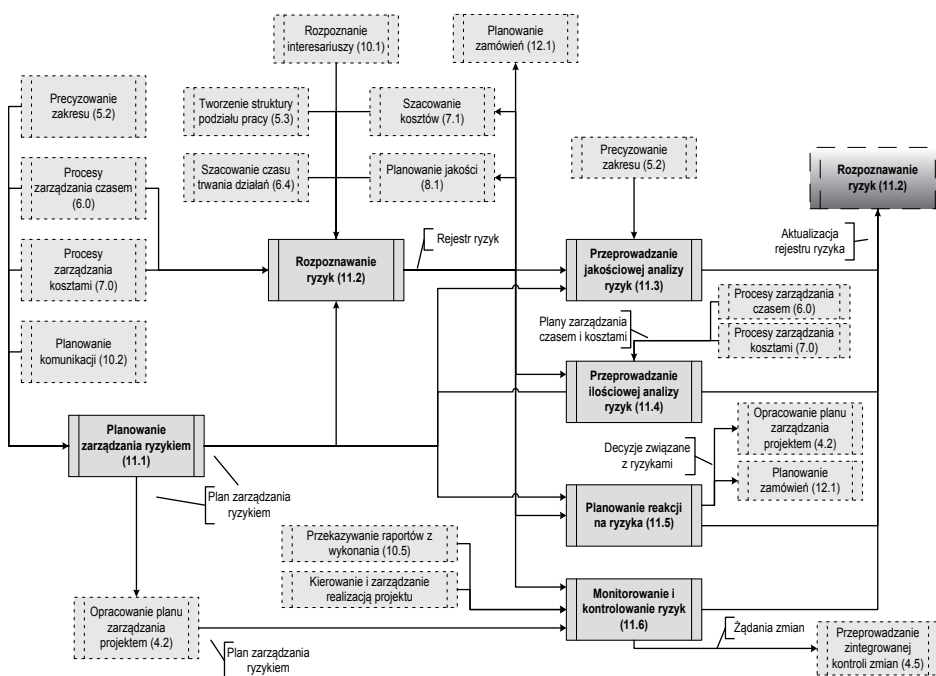 Rozpoznanie
interesariuszy (10.1)
Planowanie
zamówień (12.1)
Precyzowanie
zakresu (5.2)
Tworzenie struktury
podziału pracy (5.3)
Szacowanie
kosztów (7.1)
Procesy
zarządzania czasem
(6.0)
Szacowanie czasu
trwania działań (6.4)
Planowanie jakości
(8.1)
Precyzowanie
zakresu (5.2)
Rozpoznawanie
ryzyk (11.2)
Procesy
zarządzania
kosztami (7.0)
Rozpoznawanie
ryzyk (11.2)
Rejestr ryzyk
Przeprowadzanie
jakościowej analizy
ryzyk (11.3)
Aktualizacja
rejestru ryzyka
Planowanie
komunikacji (10.2)
Plany zarządzania
czasem i kosztami
Procesy zarządzania
czasem (6.0)
Procesy zarządzania
kosztami (7.0)
Przeprowadzanie
ilościowej analizy
ryzyk (11.4)
Planowanie
zarządzania ryzykiem
(11.1)
Decyzje związane
z ryzykami
Opracowanie planu
zarządzania
projektem (4.2)
Planowanie
zamówień (12.1)
Plan zarządzania
ryzykiem
Planowanie reakcji
na ryzyka (11.5)
Przekazywanie raportów z
wykonania (10.5)
Kierowanie i zarządzanie
realizacją projektu
Monitorowanie i
kontrolowanie ryzyk
(11.6)
Opracowanie planu
zarządzania
projektem (4.2)
Plan zarządzania
ryzykiem
Żądania zmian
Przeprowadzanie
zintegrowanej
kontroli zmian (4.5)